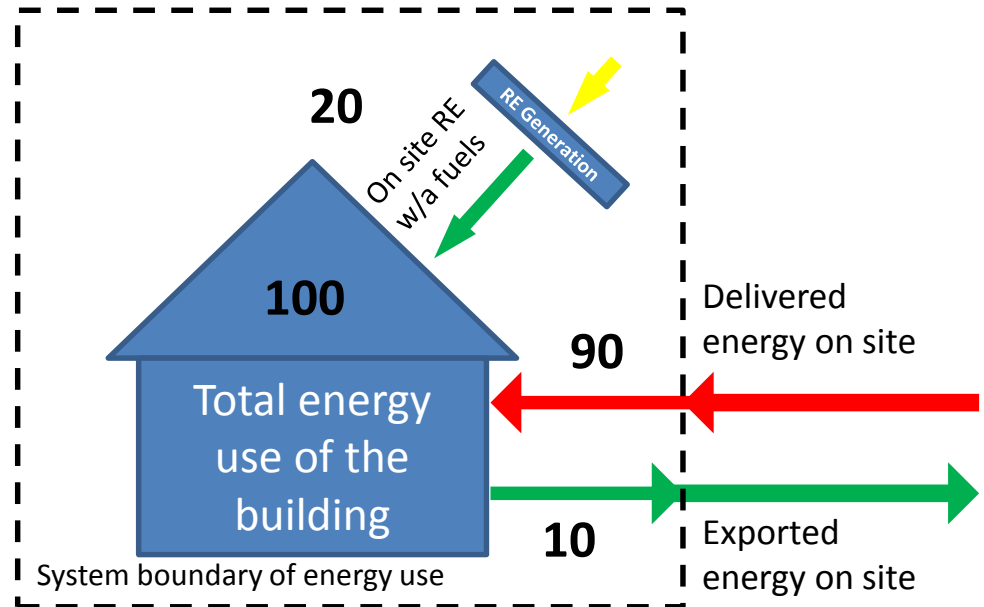 20
On site RE
w/a fuels
RE Generation
100
90
Delivered
energy on site
Total energy
use of the
building
10
Exported
energy on site
System boundary of energy use